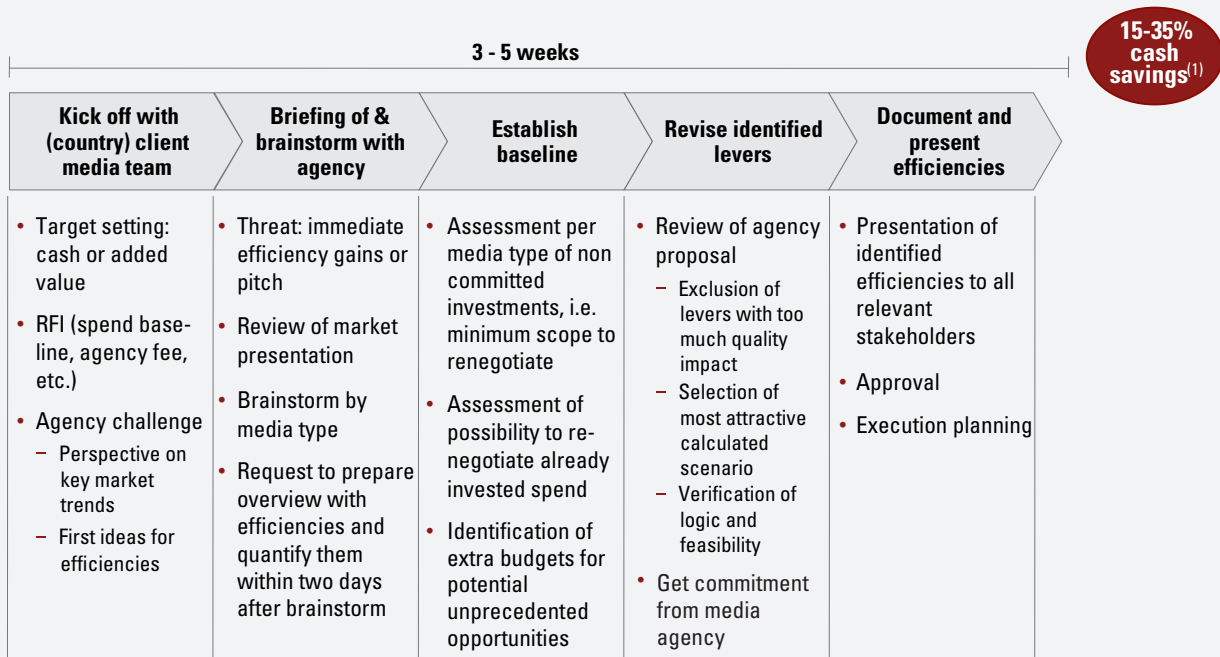 3 - 5 weeks
15-35%
cash
savings(1)
Kick off with
(country) client
media team
Briefing of &
brainstorm with
agency
Establish
baseline
Revise identified
levers
Document and
present
efficiencies
• Target setting:
cash or added
value
• RFI (spend base-
line, agency fee,
etc.)
• Agency challenge
– Perspective on
key market
trends
– First ideas for
efficiencies
• Threat: immediate
efficiency gains or
pitch
• Review of market
presentation
• Brainstorm by
media type
• Request to prepare
overview with
efficiencies and
quantify them
within two days
after brainstorm
• Assessment per
media type of non
committed
investments, i.e.
minimum scope to
renegotiate
• Assessment of
possibility to re-
negotiate already
invested spend
• Identification of
extra budgets for
potential
unprecedented
opportunities
• Review of agency
proposal
– Exclusion of
levers with too
much quality
impact
– Selection of
most attractive
calculated
scenario
– Verification of
logic and
feasibility
• Get commitment
from media
agency
• Presentation of
identified
efficiencies to all
relevant
stakeholders
• Approval
• Execution planning